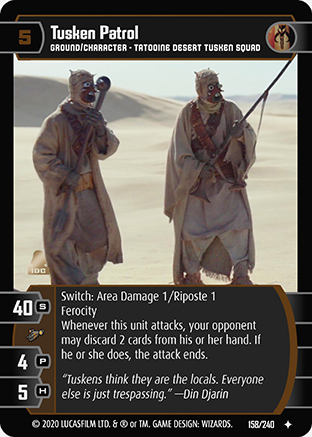 5
Tusken Patrol
GROUND/CHARACTER - TATOOINE DESERT TUSKEN SQUAD
100
40 S
4 P
5 H
Switch: Area Damage 1/Riposte 1
Ferocity
Whenever this unit attacks, your opponent
may discard 2 cards from his or her hand. If
he or she does, the attack ends.
“Tuskens think they are the locals. Everyone
else is just trespassing.” —Din Djarin
© 2020 LUCASFILM LTD. & ® or TM. GAME DESIGN: WIZARDS.
158/240